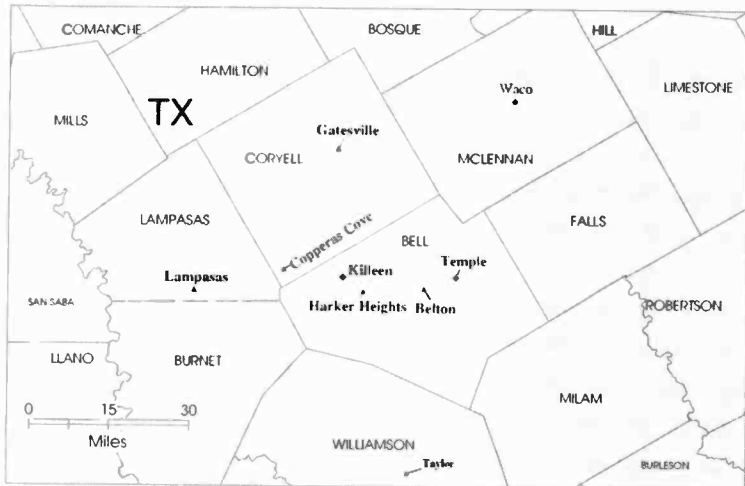 COMANCHE
BOSQUE
HILL
HAMILTON
LIMESTONE
Waco
MILLS
TX
Gatesville
CORYELL
MCLENNAN
LAMPASAS
FALLS
Copperas Cove
BELL
Killeen
Temple
Lampasas
SAN SABA
Harker Heights
Belton
ROBERTSON
LLANO
BURNET
MILAM
0 15 30
Miles
WILLIAMSON
Taylor
BURLESON